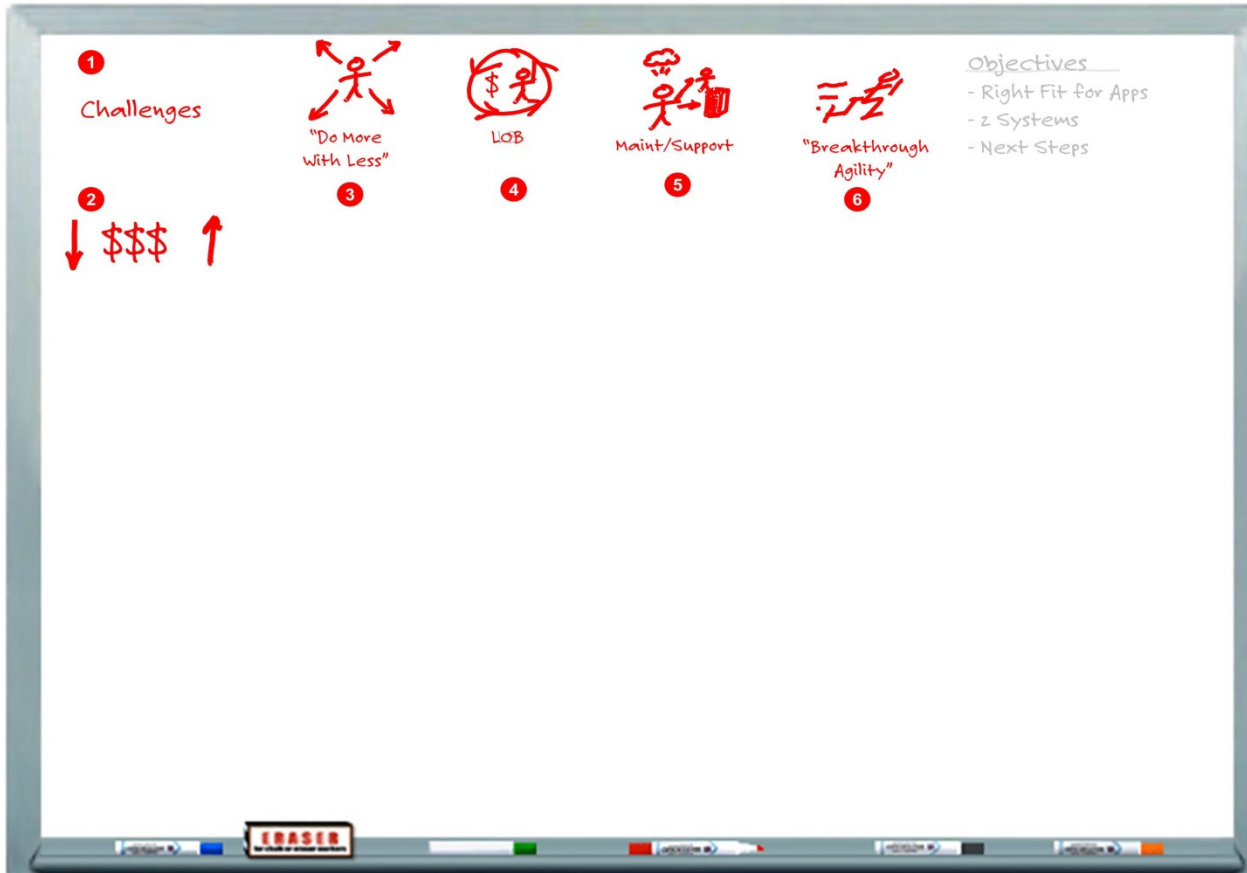 1
Challenges
"Do More
With Less"
3
$
LOB
4
Maint/Support
5
"Breakthrough
Agility"
6
Objectives
- Right Fit for Apps
- 2 Systems
- Next Steps
2
$$$
ERASER